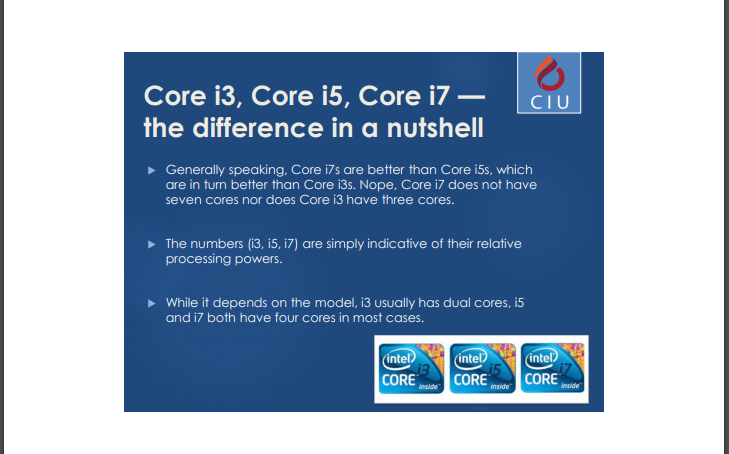 CIU
Core i3, Core i5, Core i7 —
the difference in a nutshell
Generally speaking, Core i7s are better than Core i5s, which
are in turn better than Core i3s. Nope, Core i7 does not have
seven cores nor does Core i3 have three cores.
The numbers (i3, i5, i7) are simply indicative of their relative
processing powers.
While it depends on the model, i3 usually has dual cores, i5
and i7 both have four cores in most cases.
intel
CORE i3
inside™
intel
CORE i5
inside™
intel
CORE i7
inside™